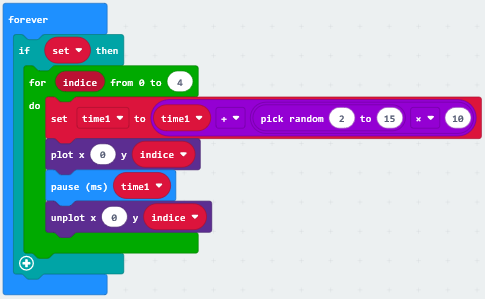 forever
if set then
for indice from 0 to 4
do
set time1 to time1 + pick random 2 to 15 × 10
plot x 0 y indice
pause (ms) time1
unplot x 0 y indice